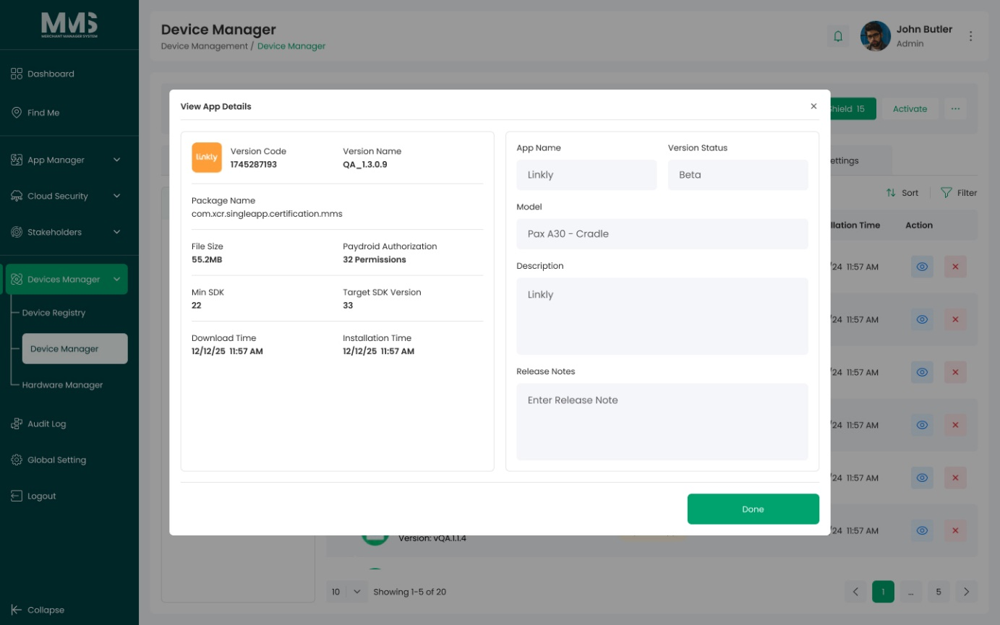 MMS
MERCHANT MANAGER SYSTEM
Dashboard
Find Me
App Manager
Cloud Security
Stakeholders
Devices Manager
Device Registry
Device Manager
Hardware Manager
Audit Log
Global Setting
Logout
Collapse
Device Manager
Device Management / Device Manager
John Butler
Admin
Shield 15 Activate ...
ettings
Sort Filter
llation Time Action
/24 11:57 AM
/24 11:57 AM
/24 11:57 AM
/24 11:57 AM
/24 11:57 AM
/24 11:57 AM
View App Details
linkly
Version Code Version Name
1745287193 QA_1.3.0.9
Package Name
com.xcr.singleapp.certification.mms
File Size Paydroid Authorization
55.2MB 32 Permissions
Min SDK Target SDK Version
22 33
Download Time Installation Time
12/12/25 11:57 AM 12/12/25 11:57 AM
App Name Version Status
Linkly Beta
Model
Pax A30 - Cradle
Description
Linkly
Release Notes
Enter Release Note
Done
Version: vQA.1.1.4
10 Showing 1-5 of 20
1 ... 5